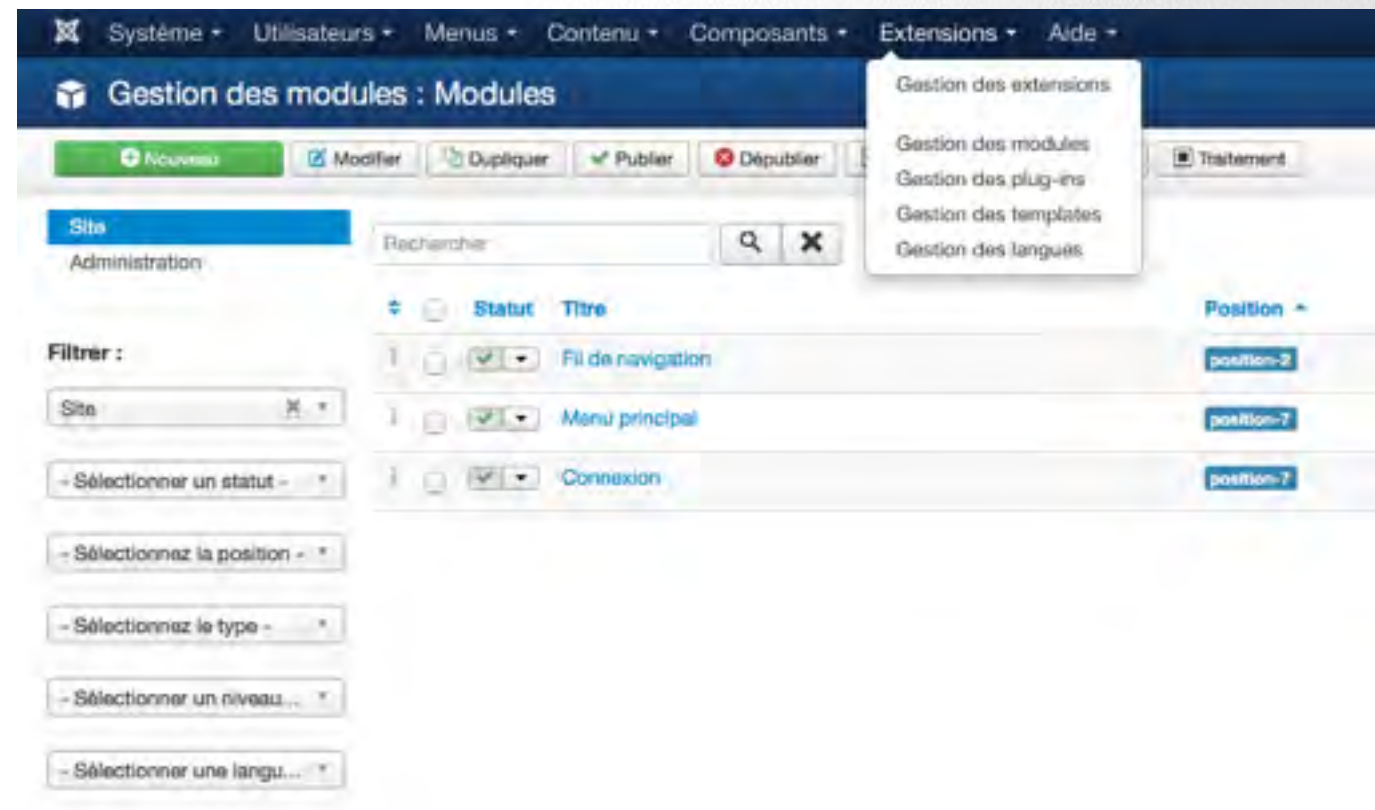 Système Utilisateurs Menus Contenu Composants Extensions Aide
Gestion des modules : Modules
Gestion des extensions
Gestion des modules
Gestion des plug-ins
Gestion des templates
Gestion des langues
Nouveau Modifier Dupliquer Publier Dépublier Traitement
Site
Administration
Rechercher
Statut Titre Position
Filtrer :
Fil de navigation position-2
Site
Menu principal position-7
- Sélectionner un statut -
Connexion position-7
- Sélectionnez la position -
- Sélectionnez le type -
- Sélectionner un niveau...
- Sélectionner une langu...